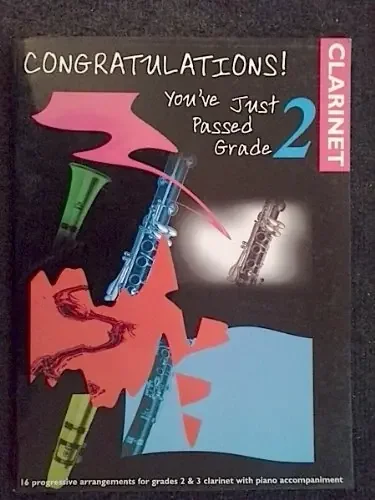 CONGRATULATIONS!
You've Just
Passed
Grade 2
CLARINET
16 progressive arrangements for grades 2 & 3 clarinet with piano accompaniment